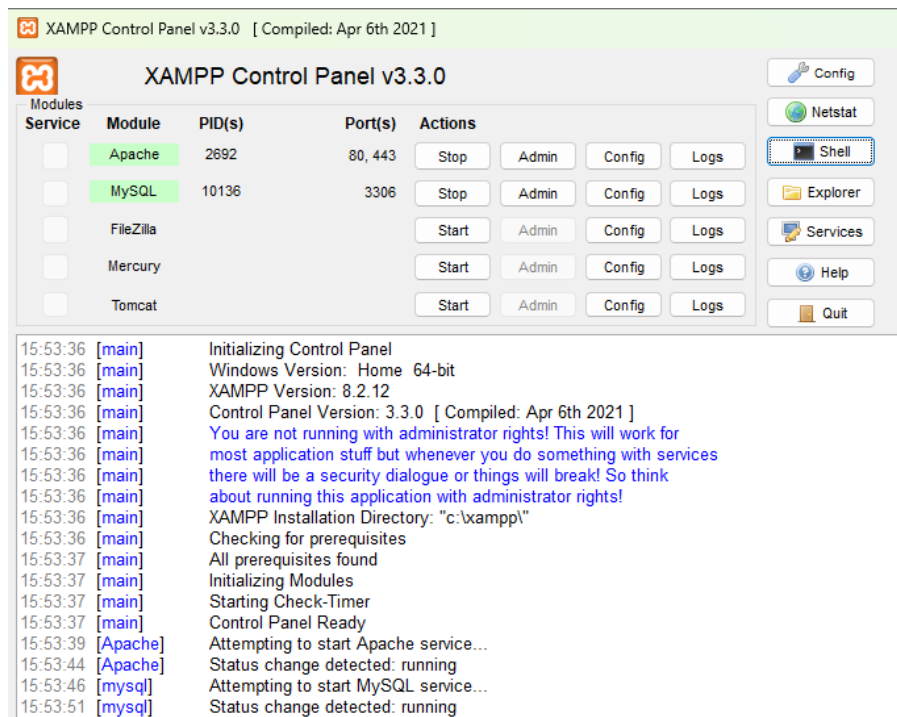 XAMPP Control Panel v3.3.0 [ Compiled: Apr 6th 2021 ]
XAMPP Control Panel v3.3.0
Config
Modules
Service Module PID(s) Port(s) Actions
Netstat
Apache 2692 80, 443 Stop Admin Config Logs
Shell
MySQL 10136 3306 Stop Admin Config Logs
Explorer
FileZilla Start Admin Config Logs
Services
Mercury Start Admin Config Logs
Help
Tomcat Start Admin Config Logs
Quit
15:53:36 [main] Initializing Control Panel
15:53:36 [main] Windows Version: Home 64-bit
15:53:36 [main] XAMPP Version: 8.2.12
15:53:36 [main] Control Panel Version: 3.3.0 [ Compiled: Apr 6th 2021 ]
15:53:36 [main] You are not running with administrator rights! This will work for
15:53:36 [main] most application stuff but whenever you do something with services
15:53:36 [main] there will be a security dialogue or things will break! So think
15:53:36 [main] about running this application with administrator rights!
15:53:36 [main] XAMPP Installation Directory: "c:\xampp\"
15:53:36 [main] Checking for prerequisites
15:53:37 [main] All prerequisites found
15:53:37 [main] Initializing Modules
15:53:37 [main] Starting Check-Timer
15:53:37 [main] Control Panel Ready
15:53:39 [Apache] Attempting to start Apache service...
15:53:44 [Apache] Status change detected: running
15:53:46 [mysql] Attempting to start MySQL service...
15:53:51 [mysql] Status change detected: running